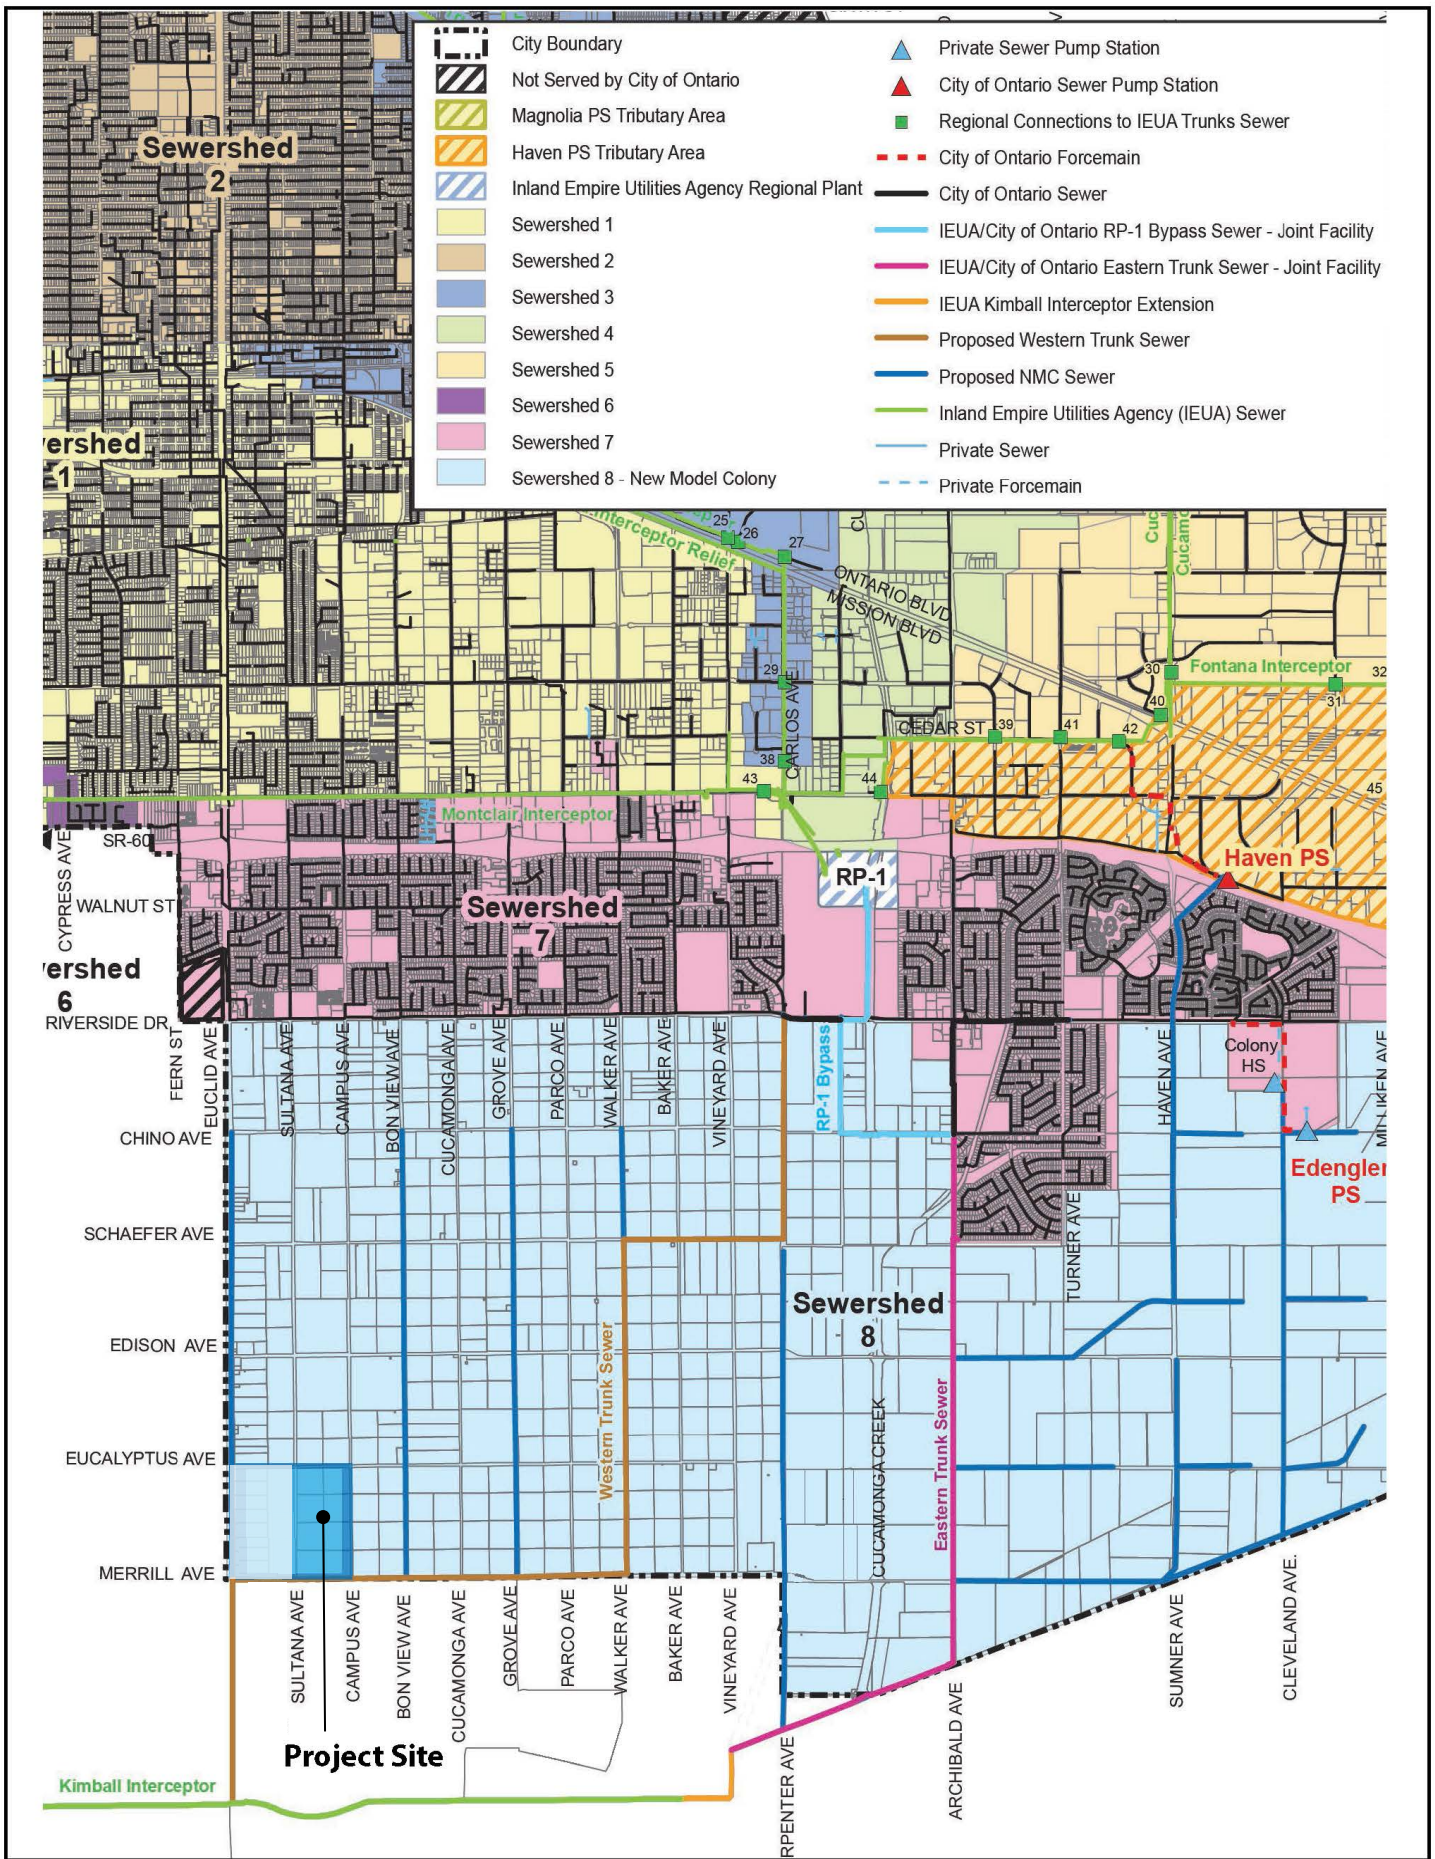 City Boundary
Not Served by City of Ontario
Magnolia PS Tributary Area
Haven PS Tributary Area
Inland Empire Utilities Agency Regional Plant
Sewershed 1
Sewershed 2
Sewershed 3
Sewershed 4
Sewershed 5
Sewershed 6
Sewershed 7
Sewershed 8 - New Model Colony
Private Sewer Pump Station
City of Ontario Sewer Pump Station
Regional Connections to IEUA Trunks Sewer
City of Ontario Forcemain
City of Ontario Sewer
IEUA/City of Ontario RP-1 Bypass Sewer - Joint Facility
IEUA/City of Ontario Eastern Trunk Sewer - Joint Facility
IEUA Kimball Interceptor Extension
Proposed Western Trunk Sewer
Proposed NMC Sewer
Inland Empire Utilities Agency (IEUA) Sewer
Private Sewer
Private Forcemain
Sewershed
2
ershed
1
25
26
27
Interceptor Relief
CU
Cuc
Cucamo
ONTARIO BLVD
MISSION BLVD
29
30
Fontana Interceptor
32
31
40
CARLOS AVE
CEDAR ST
39
41
42
38
43
44
45
Montclair Interceptor
SR-60
CYPRESS AVE
WALNUT ST
RP-1
Haven PS
Sewershed
7
ershed
6
RIVERSIDE DR
FERN ST
EUCLID AVE
SULTANA AVE
CAMPUS AVE
BON VIEW AVE
CUCAMONGA AVE
GROVE AVE
PARCO AVE
WALKER AVE
BAKER AVE
VINEYARD AVE
RP-1 Bypass
HAVEN AVE
Colony
HS
MILLIKEN AVE
CHINO AVE
Edengler
PS
TURNER AVE
SCHAEFER AVE
Sewershed
8
EDISON AVE
Western Trunk Sewer
CUCAMONGA CREEK
Eastern Trunk Sewer
EUCALYPTUS AVE
MERRILL AVE
SULTANA AVE
CAMPUS AVE
BON VIEW AVE
CUCAMONGA AVE
GROVE AVE
PARCO AVE
WALKER AVE
BAKER AVE
VINEYARD AVE
RPENTER AVE
ARCHIBALD AVE
SUMNER AVE
CLEVELAND AVE.
Project Site
Kimball Interceptor